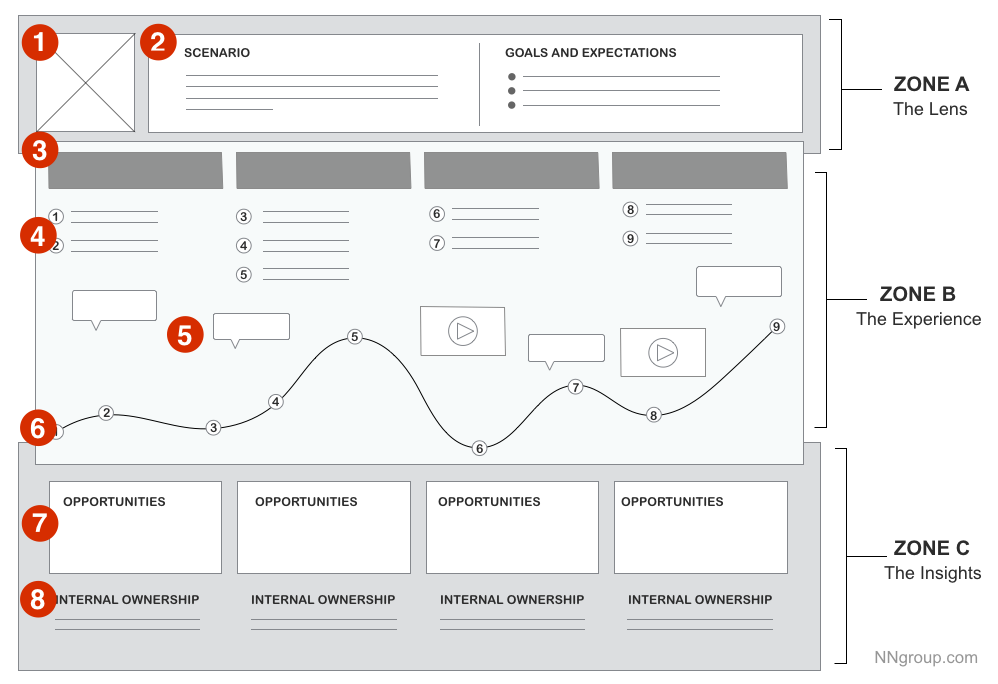 1
2
SCENARIO
GOALS AND EXPECTATIONS
ZONE A
The Lens
3
4
1
2
3
4
5
6
7
8
9
5
ZONE B
The Experience
6
2
3
4
5
6
7
8
9
7
OPPORTUNITIES
OPPORTUNITIES
OPPORTUNITIES
OPPORTUNITIES
ZONE C
The Insights
8
INTERNAL OWNERSHIP
INTERNAL OWNERSHIP
INTERNAL OWNERSHIP
INTERNAL OWNERSHIP
NNgroup.com